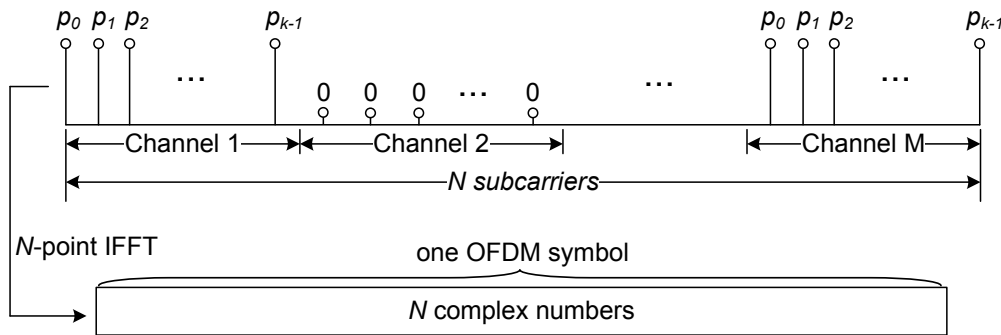 p0 p1 p2 pk-1 p0 p1 p2 pk-1
... ...
0 0 0 ... 0 ...
Channel 1 Channel 2 Channel M
N subcarriers
N-point IFFT
one OFDM symbol
N complex numbers